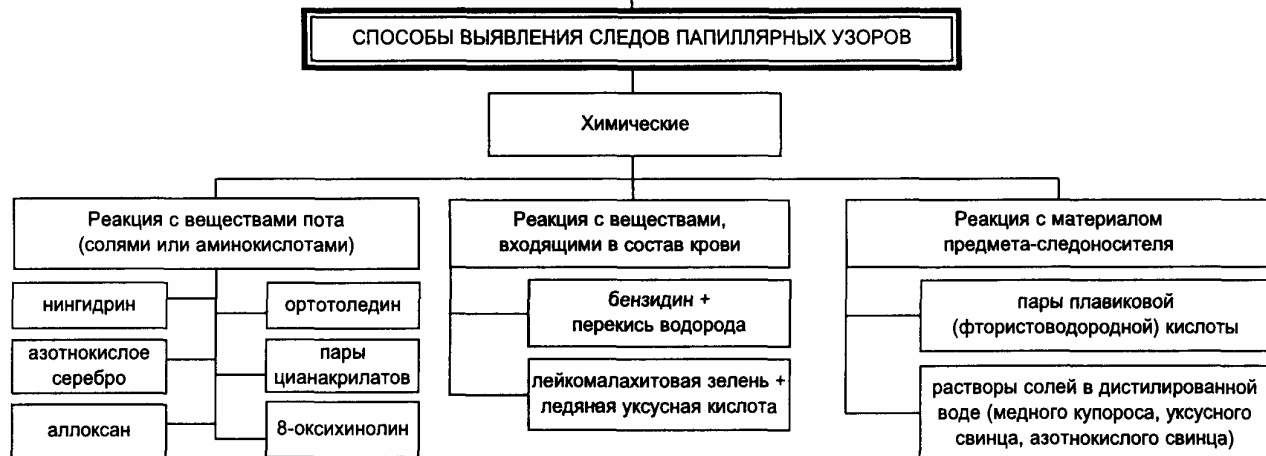 СПОСОБЫ ВЫЯВЛЕНИЯ СЛЕДОВ ПАПИЛЛЯРНЫХ УЗОРОВ
Химические
Реакция с веществами пота
(солями или аминокислотами)
нингидрин
ортотоледин
азотнокислое
серебро
пары
цианакрилатов
аллоксан
8-оксихинолин
Реакция с веществами,
входящими в состав крови
бензидин +
перекись водорода
лейкомалахитовая зелень +
ледяная уксусная кислота
Реакция с материалом
предмета-следоносителя
пары плавиковой
(фтористоводородной) кислоты
растворы солей в дистилированной
воде (медного купороса, уксусного
свинца, азотнокислого свинца)